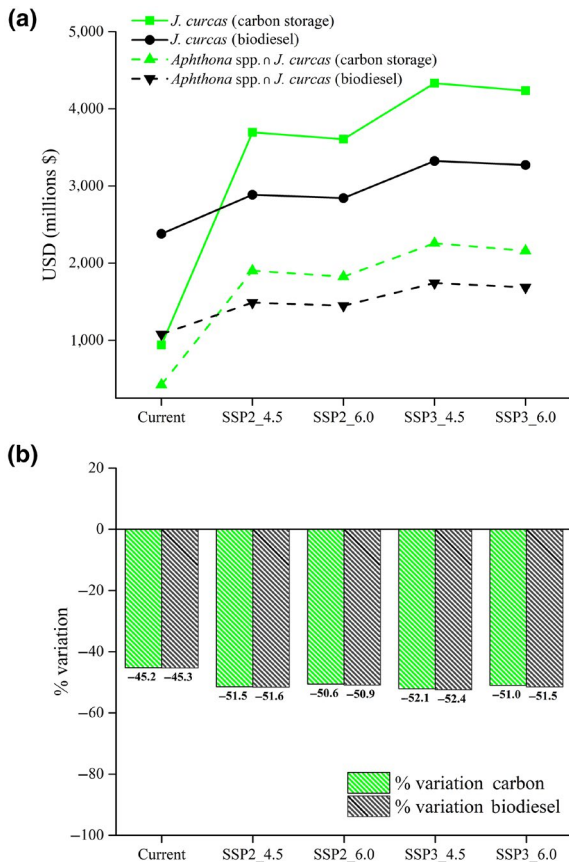 (a)
J. curcas (carbon storage)
J. curcas (biodiesel)
Aphthona spp.∩ J. curcas (carbon storage)
Aphthona spp.∩ J. curcas (biodiesel)
5,000
4,000
3,000
2,000
1,000
USD (millions $)
Current SSP2_4.5 SSP2_6.0 SSP3_4.5 SSP3_6.0
(b)
20
0
−20
−40
−60
−80
−100
% variation
−45.2 −45.3
−51.5 −51.6
−50.6 −50.9
−52.1 −52.4
−51.0 −51.5
% variation carbon
% variation biodiesel
Current SSP2_4.5 SSP2_6.0 SSP3_4.5 SSP3_6.0